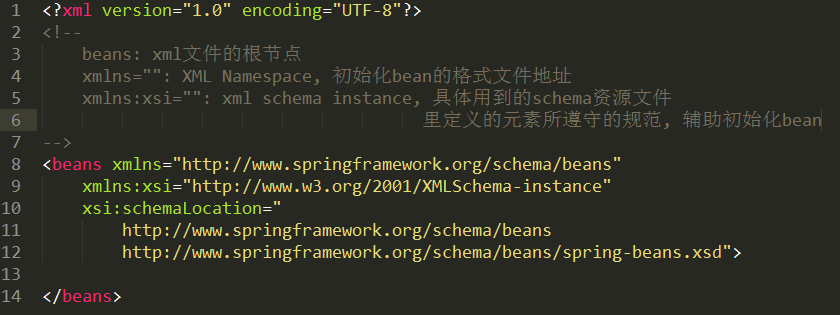 1 <?xml version="1.0" encoding="UTF-8"?>
2 <!--
3 beans: xml文件的根节点
4 xmlns="": XML Namespace, 初始化bean的格式文件地址
5 xmlns:xsi="": xml schema instance, 具体用到的schema资源文件
6 里定义的元素所遵守的规范, 辅助初始化bean
7 -->
8 <beans xmlns="http://www.springframework.org/schema/beans"
9 xmlns:xsi="http://www.w3.org/2001/XMLSchema-instance"
10 xsi:schemaLocation="
11 http://www.springframework.org/schema/beans
12 http://www.springframework.org/schema/beans/spring-beans.xsd">
13
14 </beans>